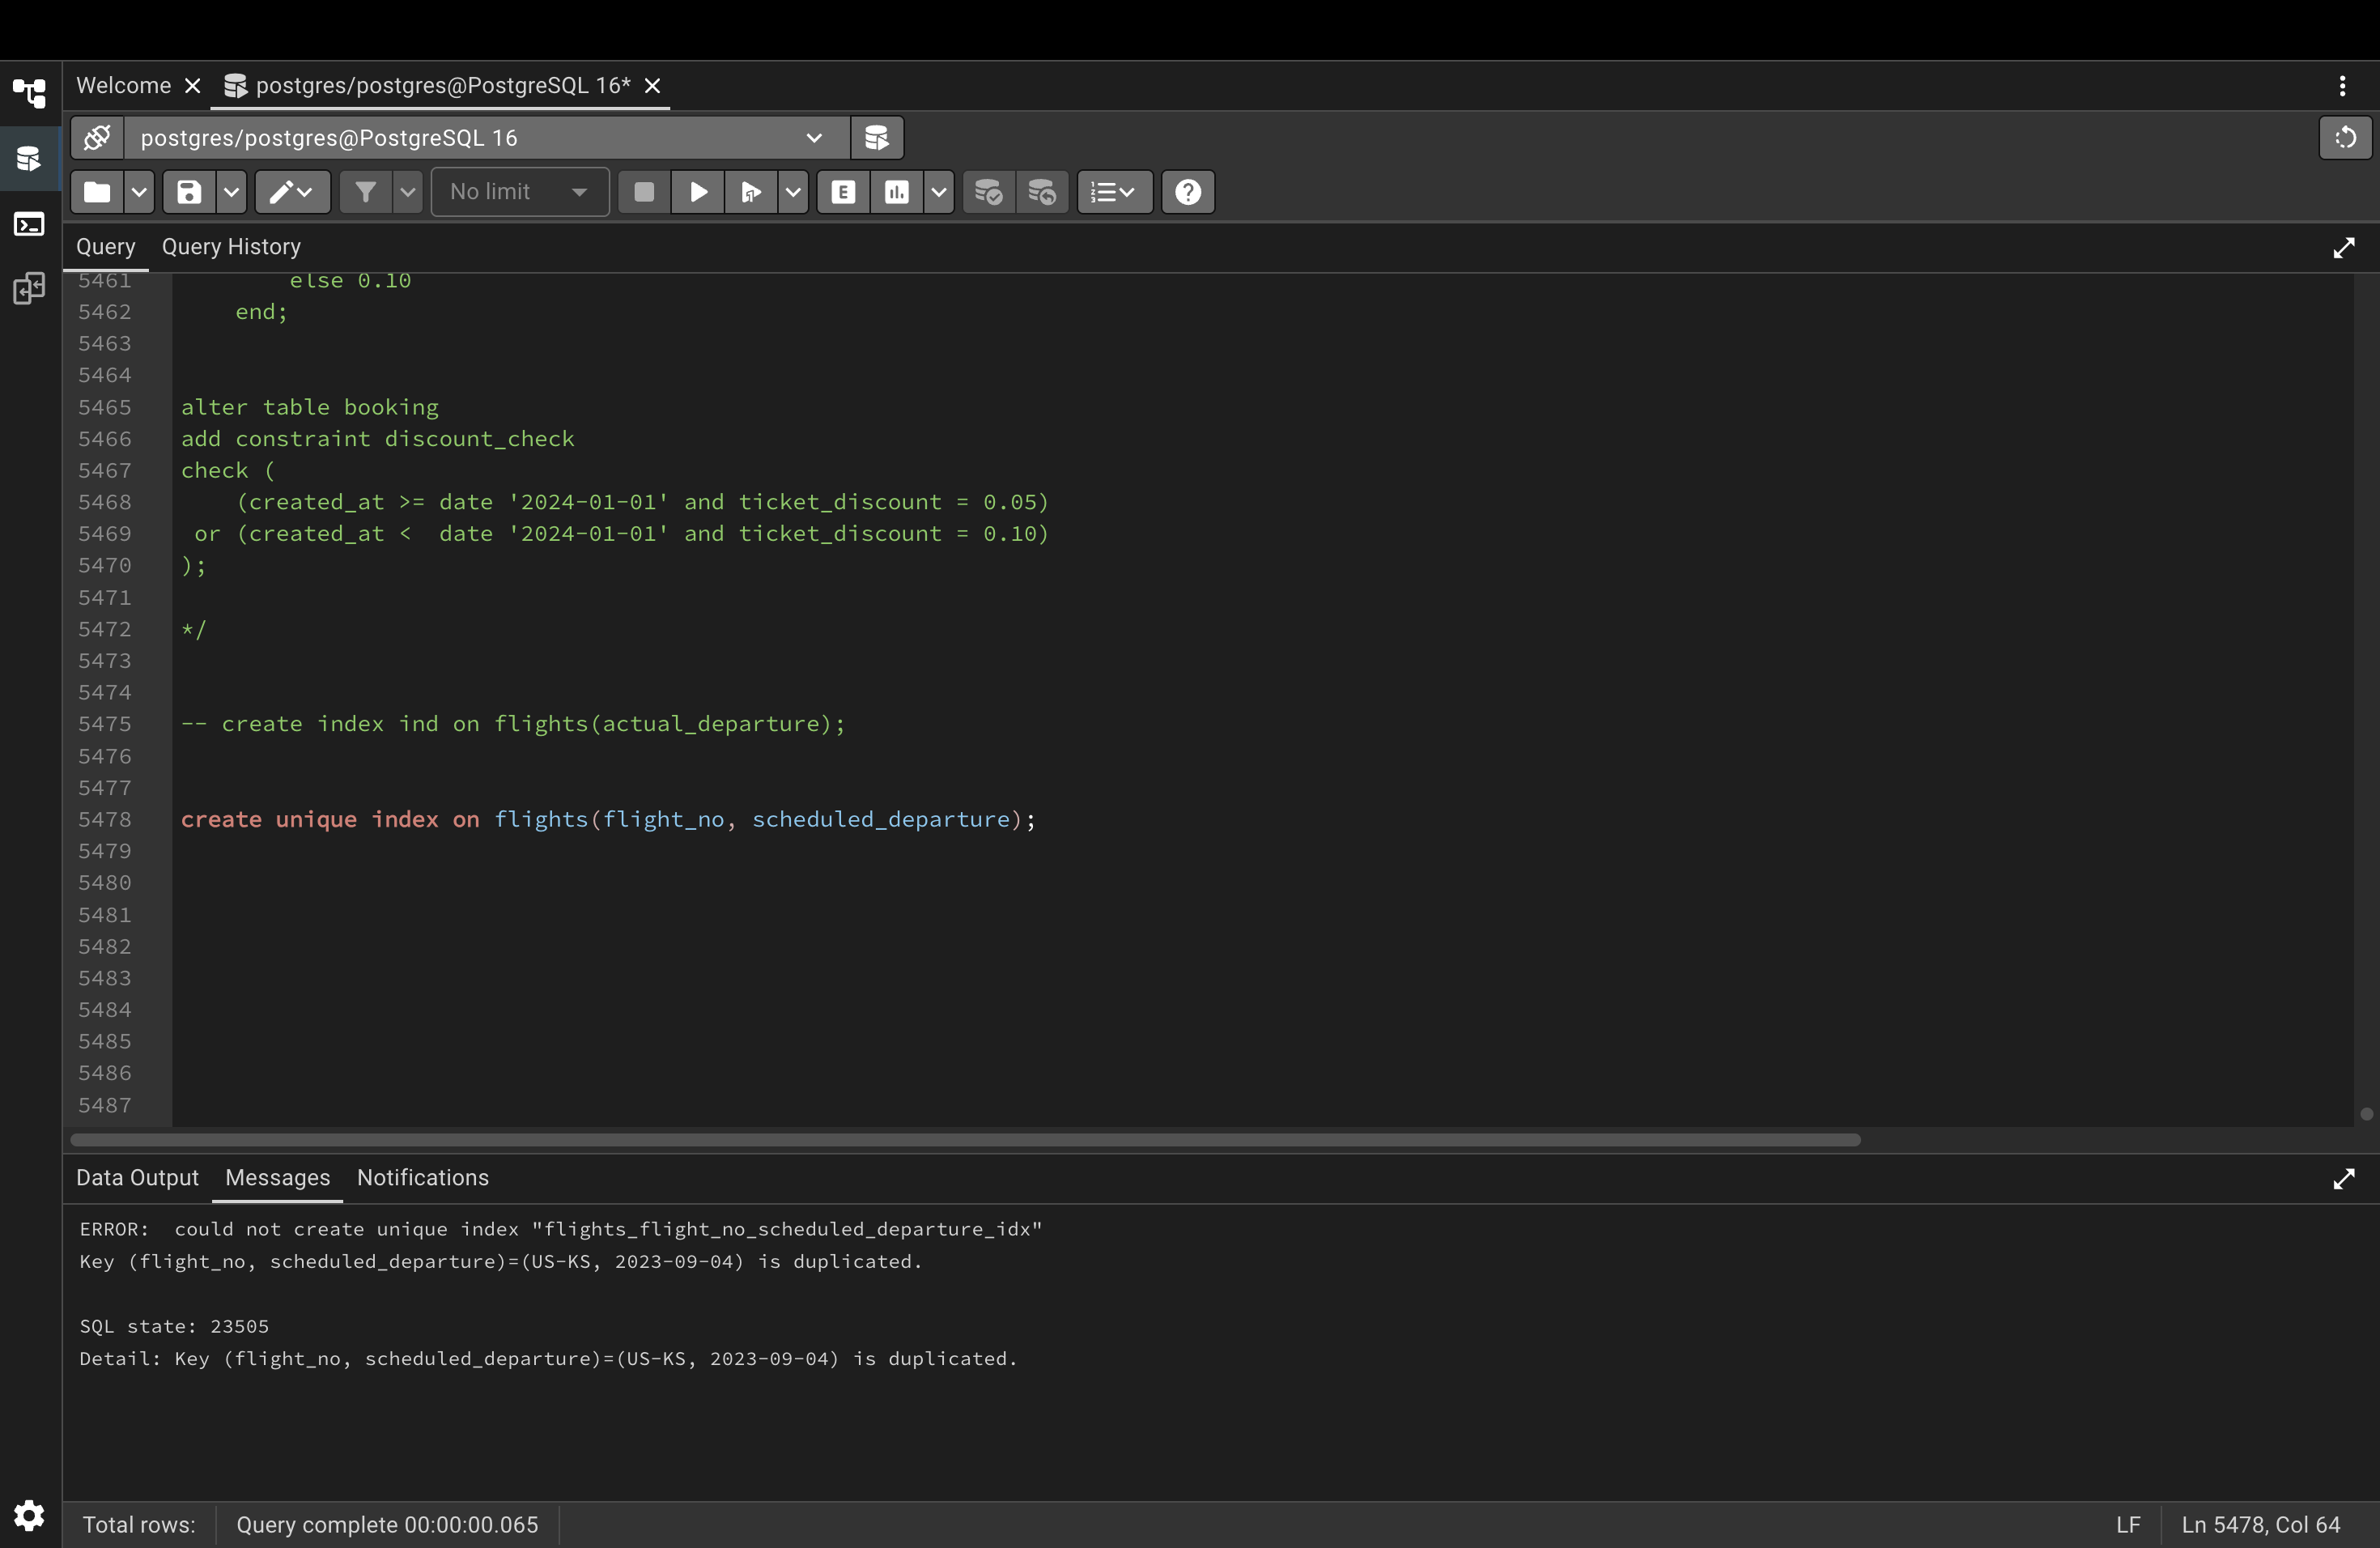 Welcome
postgres/postgres@PostgreSQL 16*
postgres/postgres@PostgreSQL 16
No limit
E
Query Query History
5461         else 0.10
5462     end;
5463
5464
5465 alter table booking
5466 add constraint discount_check
5467 check (
5468     (created_at >= date '2024-01-01' and ticket_discount = 0.05)
5469  or (created_at <  date '2024-01-01' and ticket_discount = 0.10)
5470 );
5471
5472 */
5473
5474
5475 -- create index ind on flights(actual_departure);
5476
5477
5478 create unique index on flights(flight_no, scheduled_departure);
5479
5480
5481
5482
5483
5484
5485
5486
5487
Data Output Messages Notifications
ERROR:  could not create unique index "flights_flight_no_scheduled_departure_idx"
Key (flight_no, scheduled_departure)=(US-KS, 2023-09-04) is duplicated.
SQL state: 23505
Detail: Key (flight_no, scheduled_departure)=(US-KS, 2023-09-04) is duplicated.
Total rows: Query complete 00:00:00.065 LF Ln 5478, Col 64